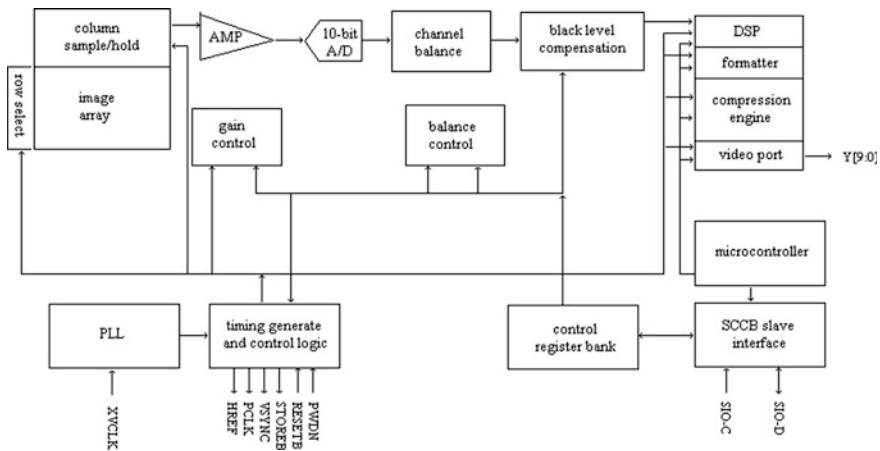 column
sample/hold
AMP
10-bit
A/D
channel
balance
black level
compensation
DSP
formatter
compression
engine
video port
Y[9:0]
row select
image
array
gain
control
balance
control
microcontroller
PLL
timing generate
and control logic
control
register bank
SCCB slave
interface
XVCLK
HREF
PCLK
VSYNC
STOREB
RESETB
PWDN
SIO-C
SIO-D